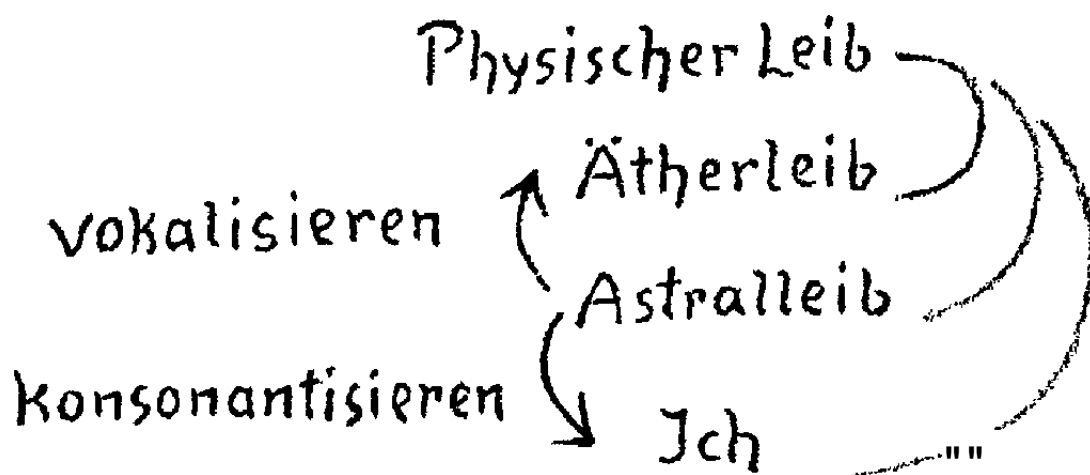 Physischer Leib
Ätherleib
vokalisieren
Astralleib
konsonantisieren
Ich
""